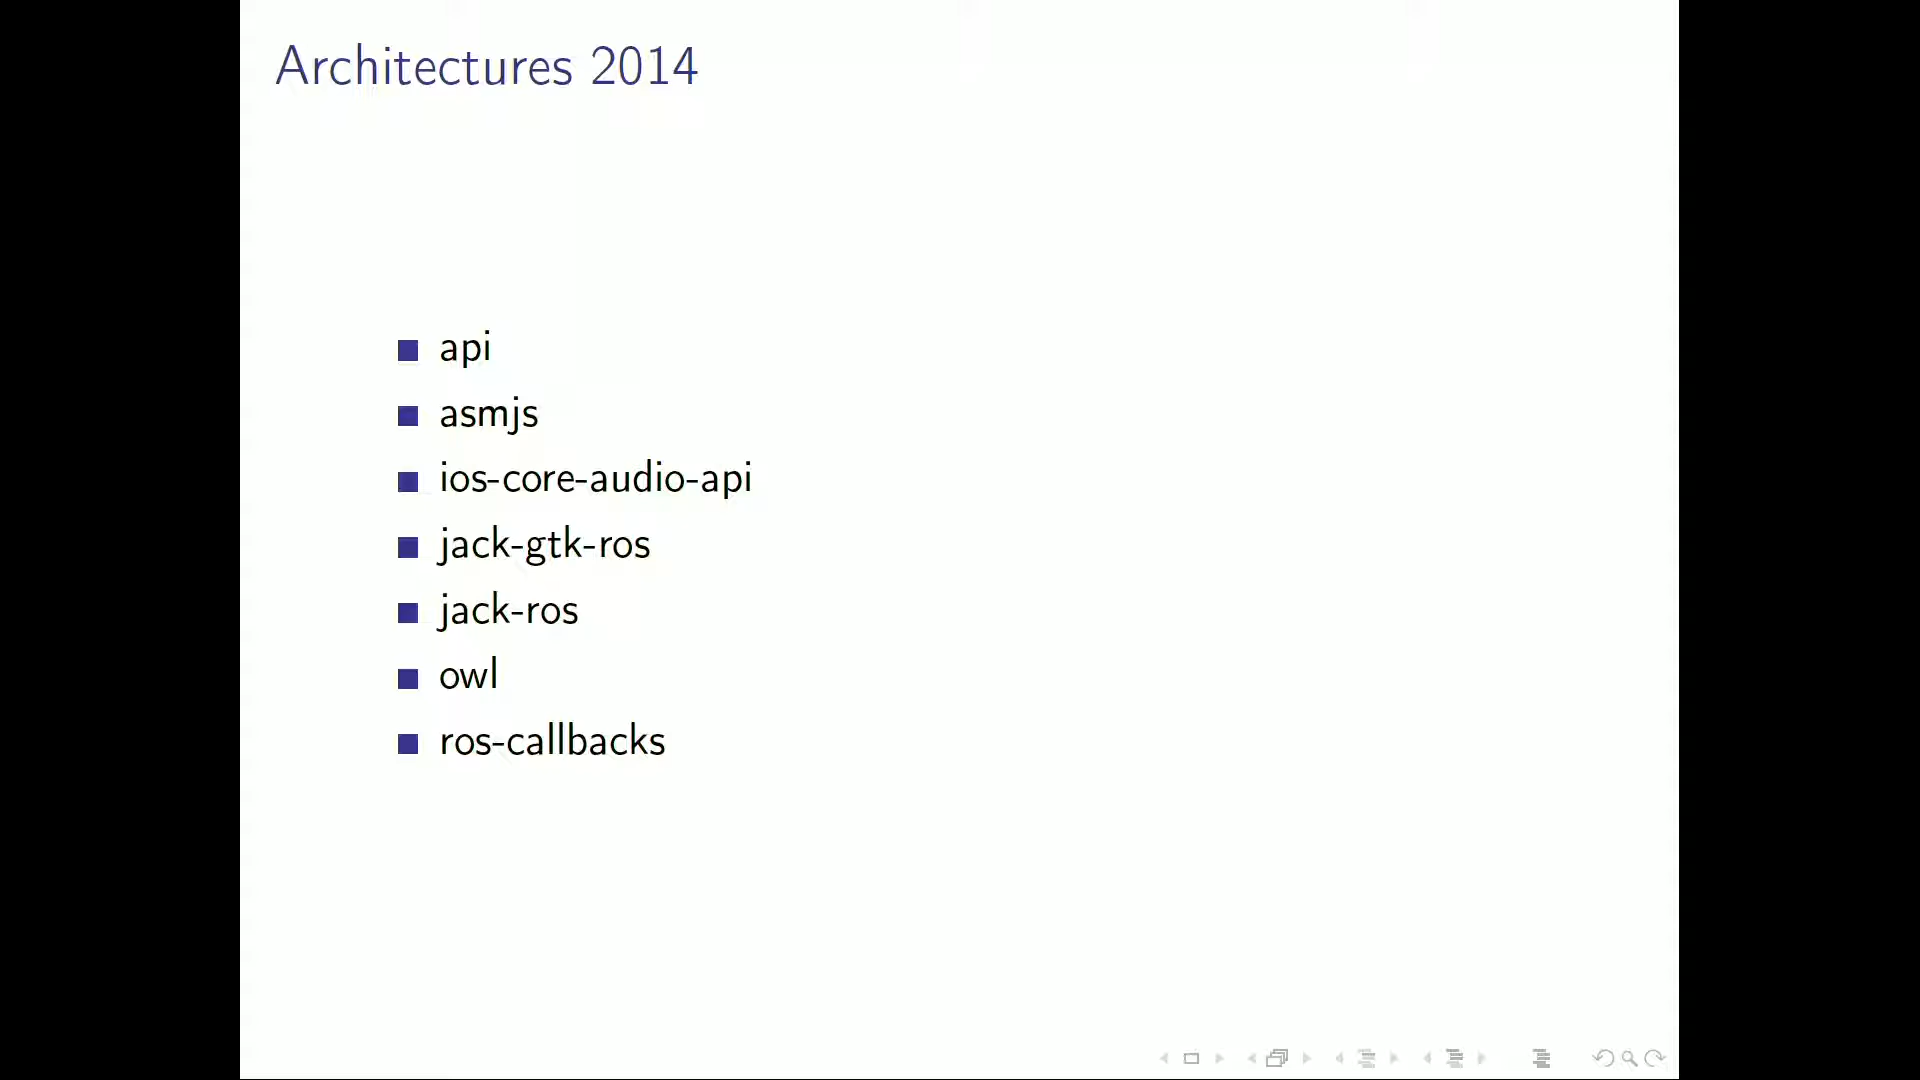 Architectures 2014
api
asmjs
ios-core-audio-api
jack-gtk-ros
jack-ros
owl
ros-callbacks